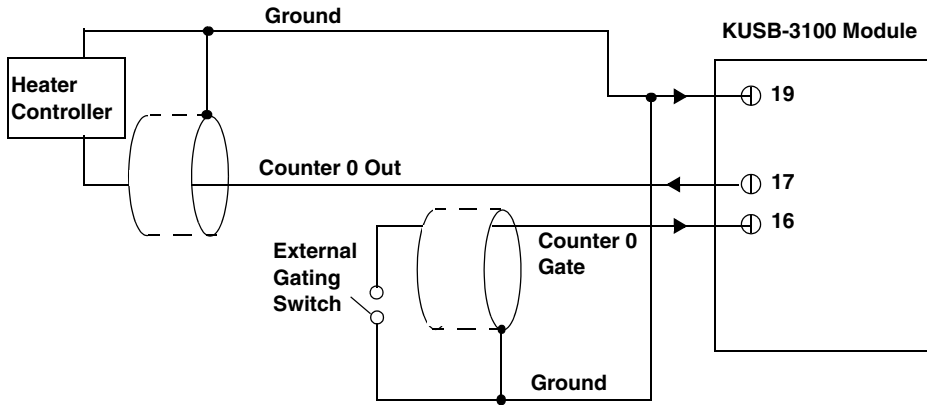 Ground
KUSB-3100 Module
Heater
Controller
19
Counter 0 Out
17
16
Counter 0
Gate
External
Gating
Switch
Ground